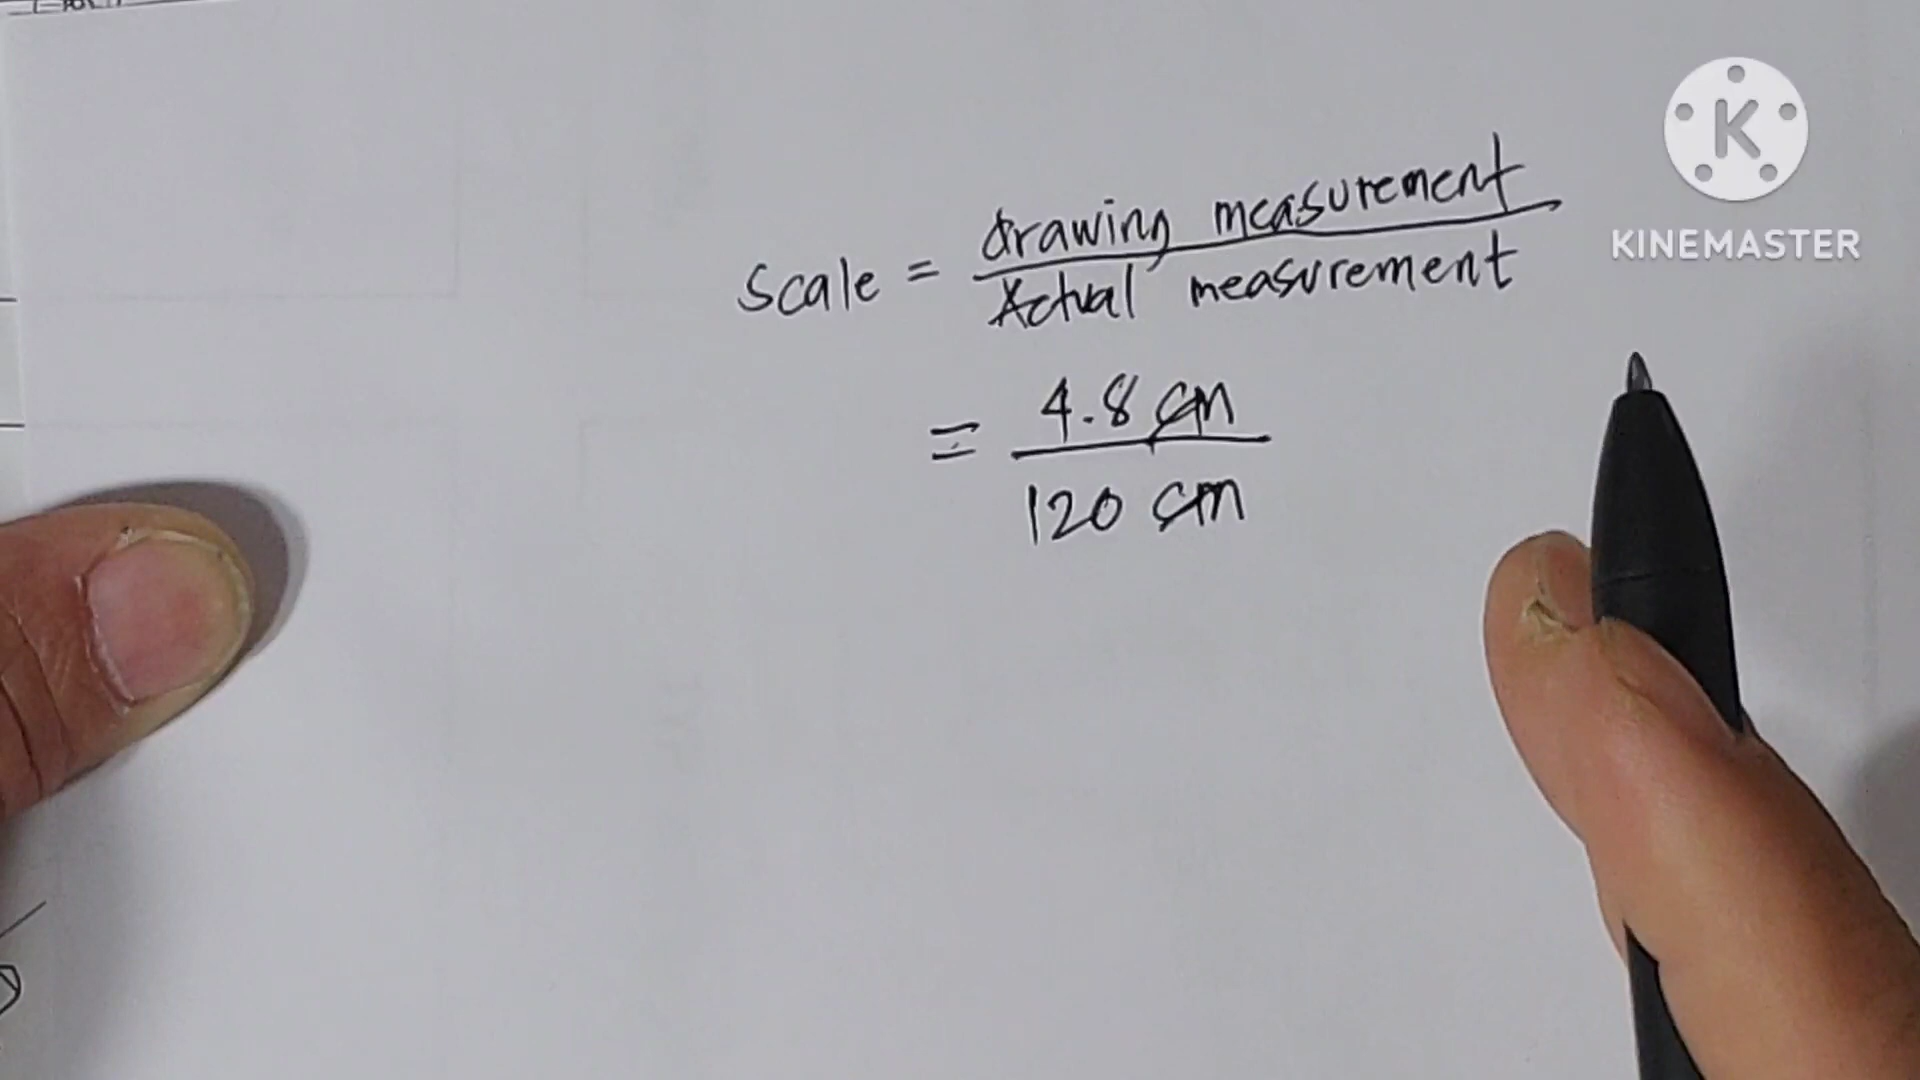 KINEMASTER
scale = drawing measurement / Actual measurement
= 4.8 cm / 120 cm